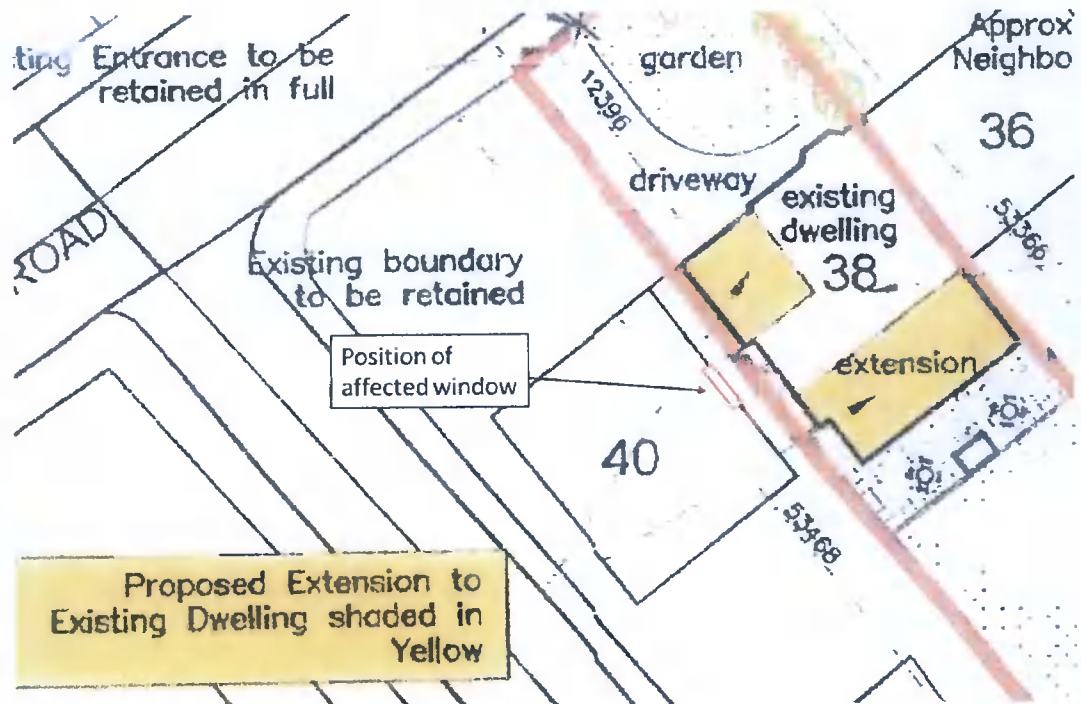 ting Entrance to be
retained in full
garden
Approx
Neighbo
12396
36
driveway
existing
dwelling
38
53366
ROAD
Existing boundary
to be retained
Position of
affected window
extension
40
53468
Proposed Extension to
Existing Dwelling shaded in
Yellow